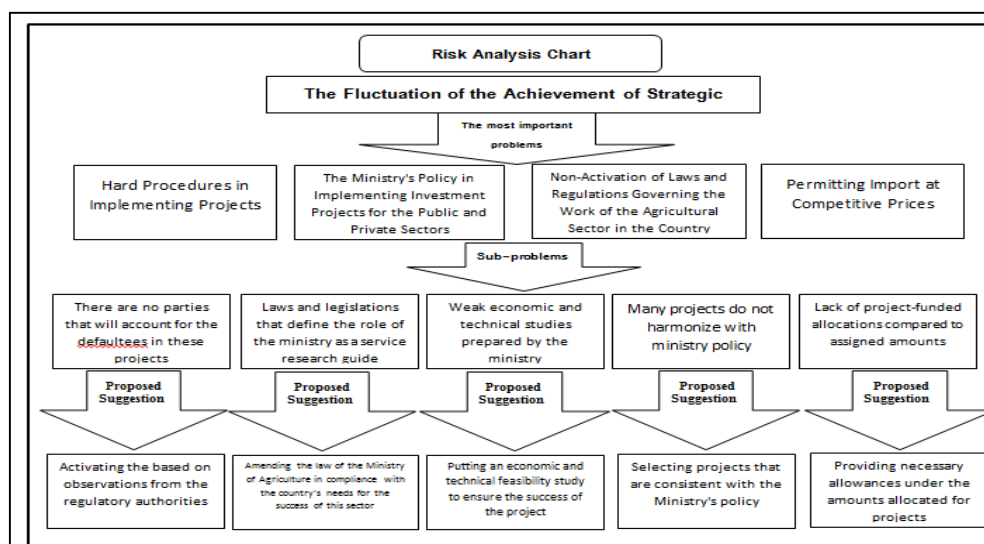 Risk Analysis Chart
The Fluctuation of the Achievement of Strategic
The most important
problems
Hard Procedures in
Implementing Projects
The Ministry's Policy in
Implementing Investment
Projects for the Public and
Private Sectors
Non-Activation of Laws and
Regulations Governing the
Work of the Agricultural
Sector in the Country
Permitting Import at
Competitive Prices
Sub-problems
There are no parties
that will account for the
defaultees in these
projects
Laws and legislations
that define the role of
the ministry as a service
research guide
Weak economic and
technical studies
prepared by the
ministry
Many projects do not
harmonize with
ministry policy
Lack of project-funded
allocations compared to
assigned amounts
Proposed
Suggestion
Proposed
Suggestion
Proposed
Suggestion
Proposed
Suggestion
Proposed
Suggestion
Activating the based on
observations from the
regulatory authorities
Amending the law of the Ministry
of Agriculture in compliance with
the country's needs for the
success of this sector
Putting an economic and
technical feasibility study
to ensure the success of
the project
Selecting projects that
are consistent with the
Ministry's policy
Providing necessary
allowances under the
amounts allocated for
projects